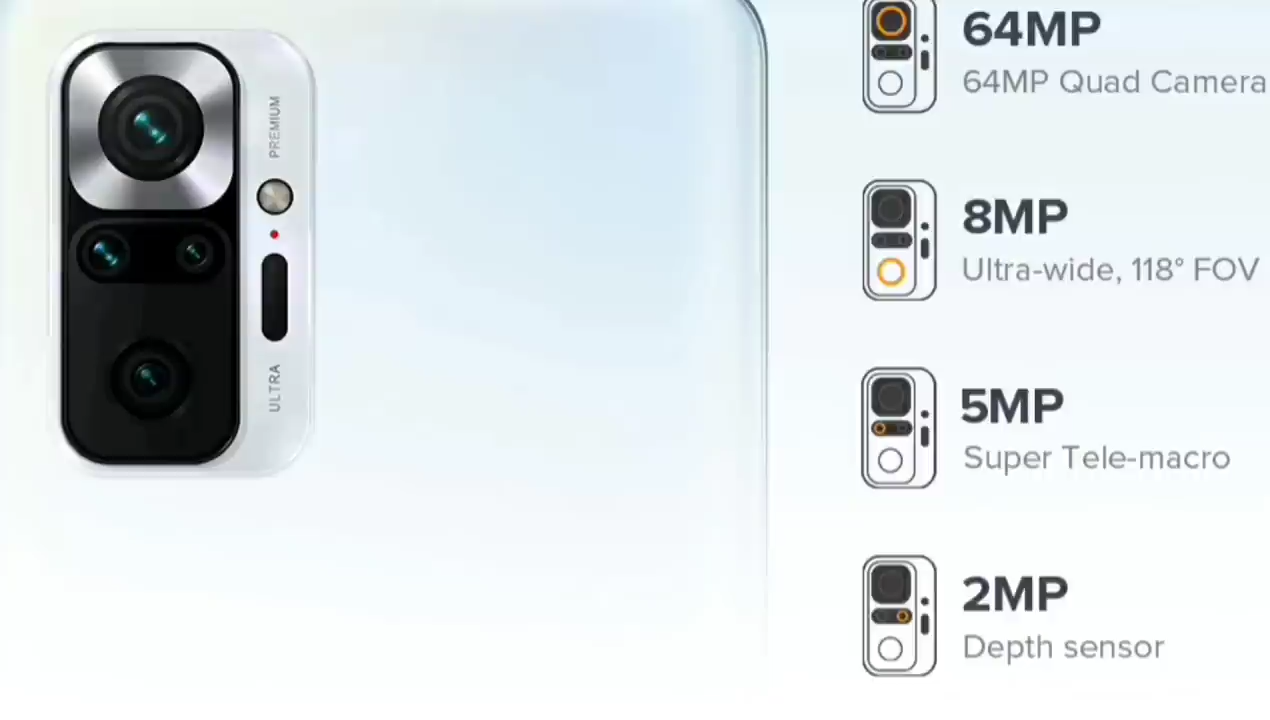 PREMIUM
ULTRA
64MP
64MP Quad Camera
8MP
Ultra-wide, 118° FOV
5MP
Super Tele-macro
2MP
Depth sensor